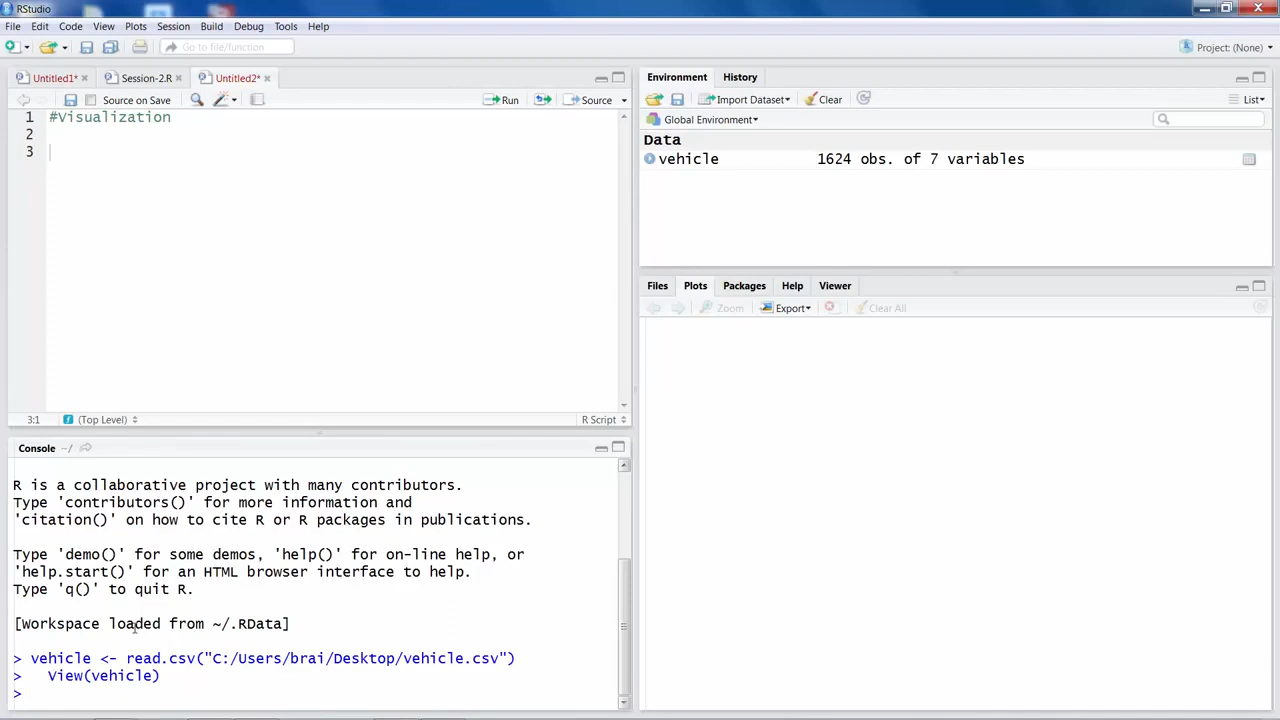 RStudio
File Edit Code View Plots Session Build Debug Tools Help
Go to file/function
Project: (None)
Untitled1* Session-2.R Untitled2*
Source on Save Run Source
1 #Visualization
2
3
3:1 (Top Level) R Script
Console ~/
R is a collaborative project with many contributors.
Type 'contributors()' for more information and
'citation()' on how to cite R or R packages in publications.
Type 'demo()' for some demos, 'help()' for on-line help, or
'help.start()' for an HTML browser interface to help.
Type 'q()' to quit R.
[Workspace loaded from ~/.RData]
> vehicle <- read.csv("C:/Users/brai/Desktop/vehicle.csv")
>   View(vehicle)
>
Environment History
Import Dataset Clear List
Global Environment
Data
vehicle 1624 obs. of 7 variables
Files Plots Packages Help Viewer
Zoom Export Clear All